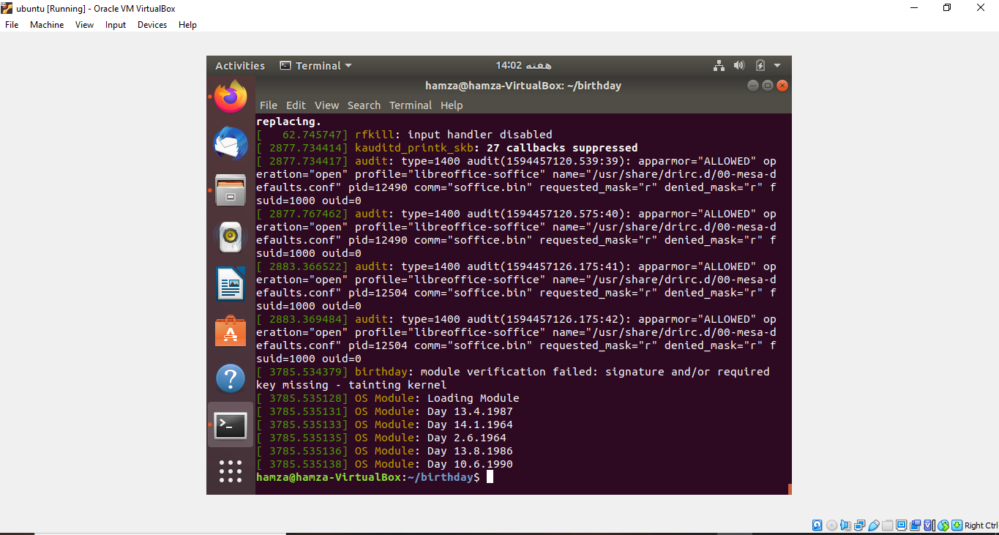 ubuntu [Running] - Oracle VM VirtualBox
File Machine View Input Devices Help
Activities Terminal هفته 14:02
hamza@hamza-VirtualBox: ~/birthday
File Edit View Search Terminal Help
replacing.
[   62.745747] rfkill: input handler disabled
[ 2877.734414] kauditd_printk_skb: 27 callbacks suppressed
[ 2877.734417] audit: type=1400 audit(1594457120.539:39): apparmor="ALLOWED" op
eration="open" profile="libreoffice-soffice" name="/usr/share/drirc.d/00-mesa-d
efaults.conf" pid=12490 comm="soffice.bin" requested_mask="r" denied_mask="r" f
suid=1000 ouid=0
[ 2877.767462] audit: type=1400 audit(1594457120.575:40): apparmor="ALLOWED" op
eration="open" profile="libreoffice-soffice" name="/usr/share/drirc.d/00-mesa-d
efaults.conf" pid=12490 comm="soffice.bin" requested_mask="r" denied_mask="r" f
suid=1000 ouid=0
[ 2883.366522] audit: type=1400 audit(1594457126.175:41): apparmor="ALLOWED" op
eration="open" profile="libreoffice-soffice" name="/usr/share/drirc.d/00-mesa-d
efaults.conf" pid=12504 comm="soffice.bin" requested_mask="r" denied_mask="r" f
suid=1000 ouid=0
[ 2883.369484] audit: type=1400 audit(1594457126.175:42): apparmor="ALLOWED" op
eration="open" profile="libreoffice-soffice" name="/usr/share/drirc.d/00-mesa-d
efaults.conf" pid=12504 comm="soffice.bin" requested_mask="r" denied_mask="r" f
suid=1000 ouid=0
[ 3785.534379] birthday: module verification failed: signature and/or required
key missing - tainting kernel
[ 3785.535128] OS Module: Loading Module
[ 3785.535131] OS Module: Day 13.4.1987
[ 3785.535133] OS Module: Day 14.1.1964
[ 3785.535135] OS Module: Day 2.6.1964
[ 3785.535136] OS Module: Day 13.8.1986
[ 3785.535138] OS Module: Day 10.6.1990
hamza@hamza-VirtualBox:~/birthday$
Right Ctrl